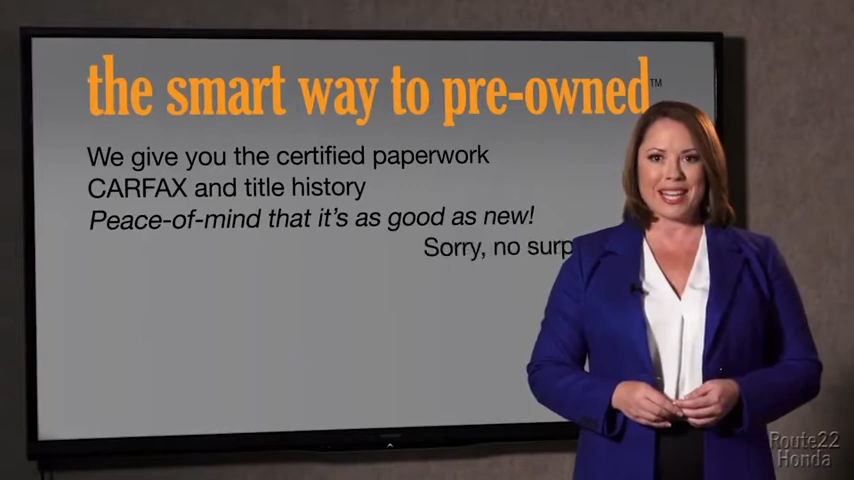 the smart way to pre-owned™
We give you the certified paperwork
CARFAX and title history
Peace-of-mind that it's as good as new!
Sorry, no surp
Route22
Honda